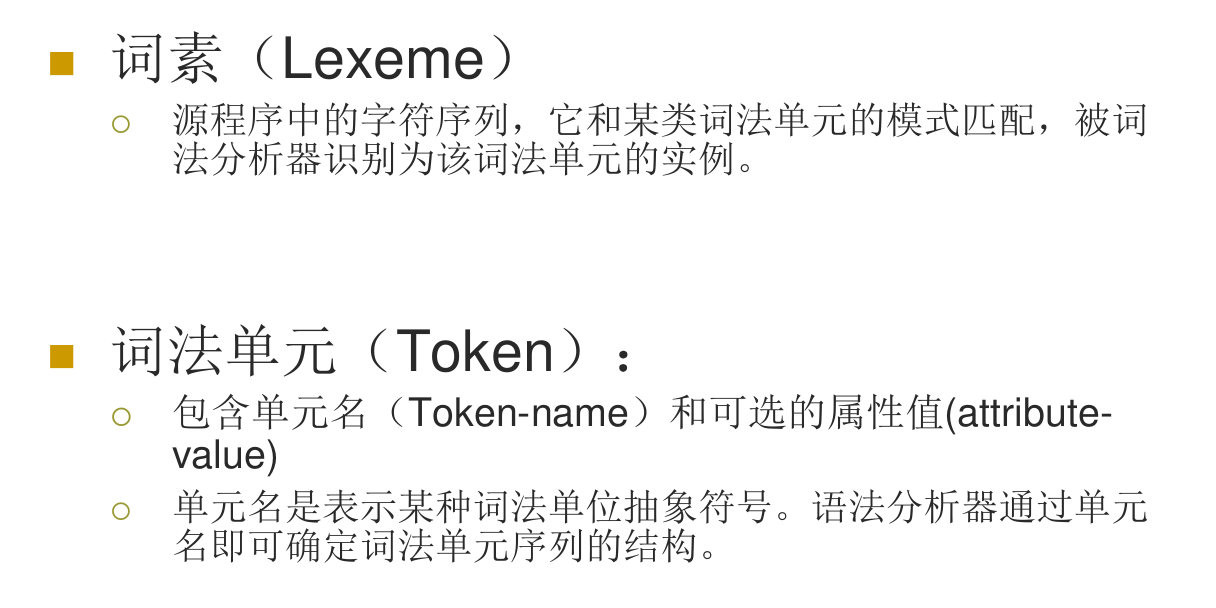 词素（Lexeme）
源程序中的字符序列，它和某类词法单元的模式匹配，被词
法分析器识别为该词法单元的实例。
词法单元（Token）：
包含单元名（Token-name）和可选的属性值(attribute-
value)
单元名是表示某种词法单位抽象符号。语法分析器通过单元
名即可确定词法单元序列的结构。